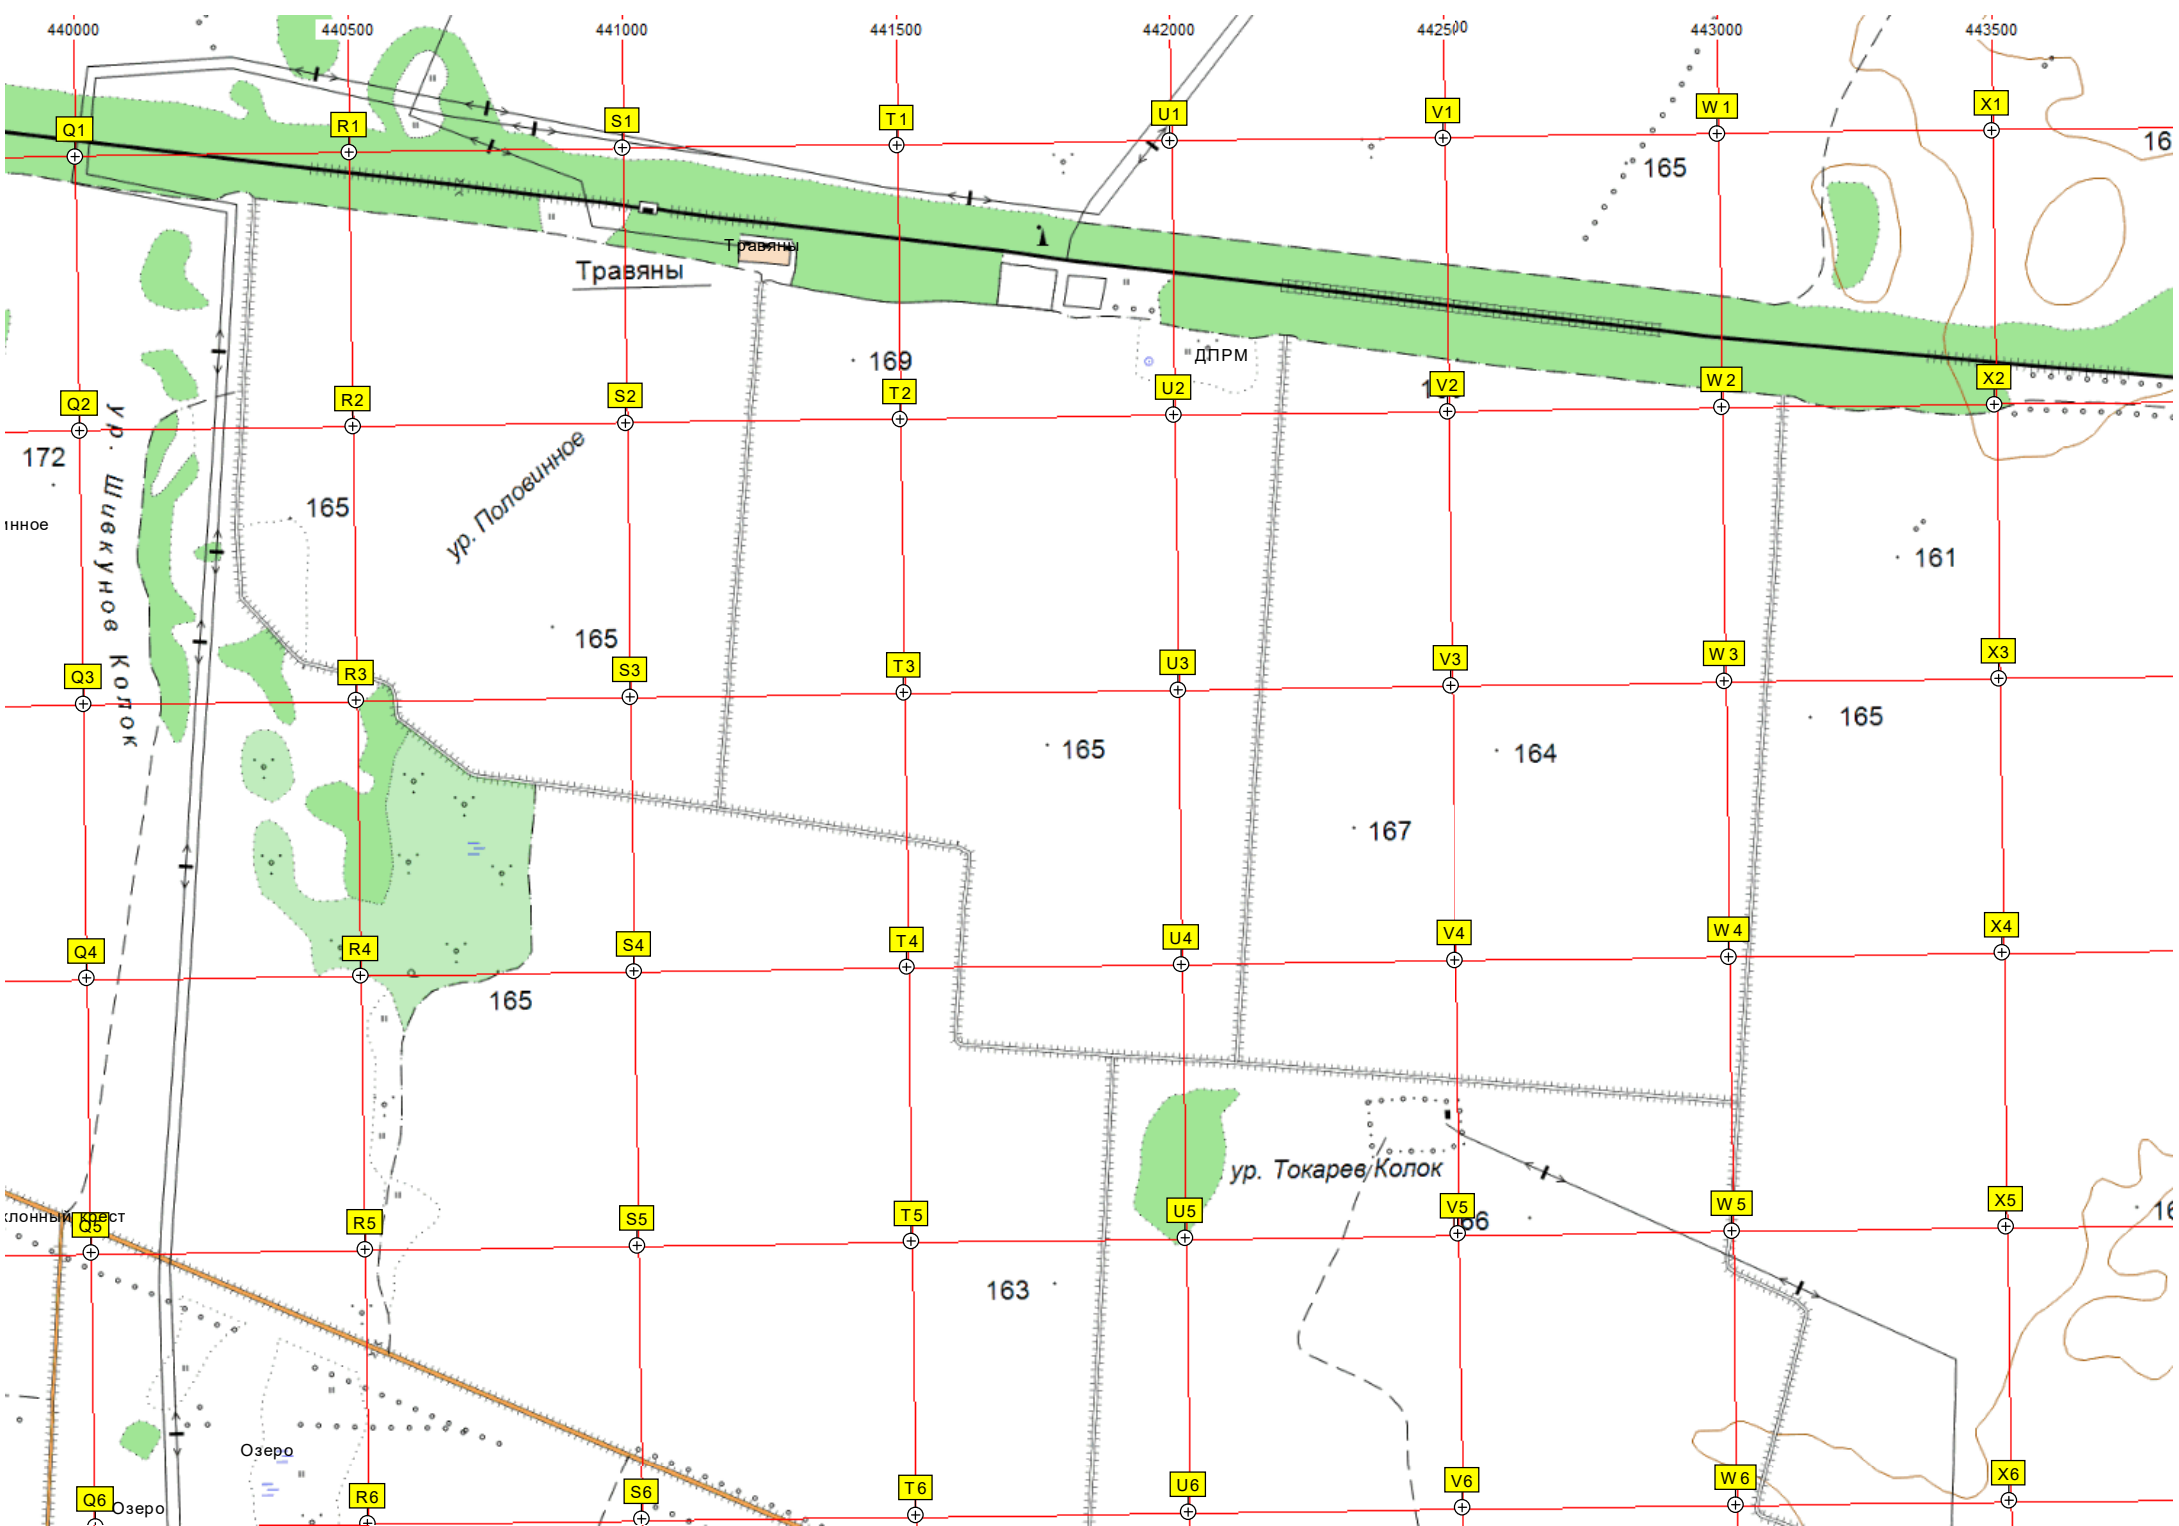 440000 440500 441000 441500 442000 442500 443000 443500
Q1 R1 S1 T1 U1 V1 W1 X1
165
Травяны
Травяны
169
ДПРМ
Q2 R2 S2 T2 U2 V2 W2 X2
172
ур. Шивкунов Колок
ур. Половинное
165
161
165
Q3 R3 S3 T3 U3 V3 W3 X3
165
165
164
167
Q4 R4 S4 T4 U4 V4 W4 X4
165
ур. Токарев Колок
Q5 R5 S5 T5 U5 V5 W5 X5
крест
163
Озеро
Q6 R6 S6 T6 U6 V6 W6 X6
Озеро